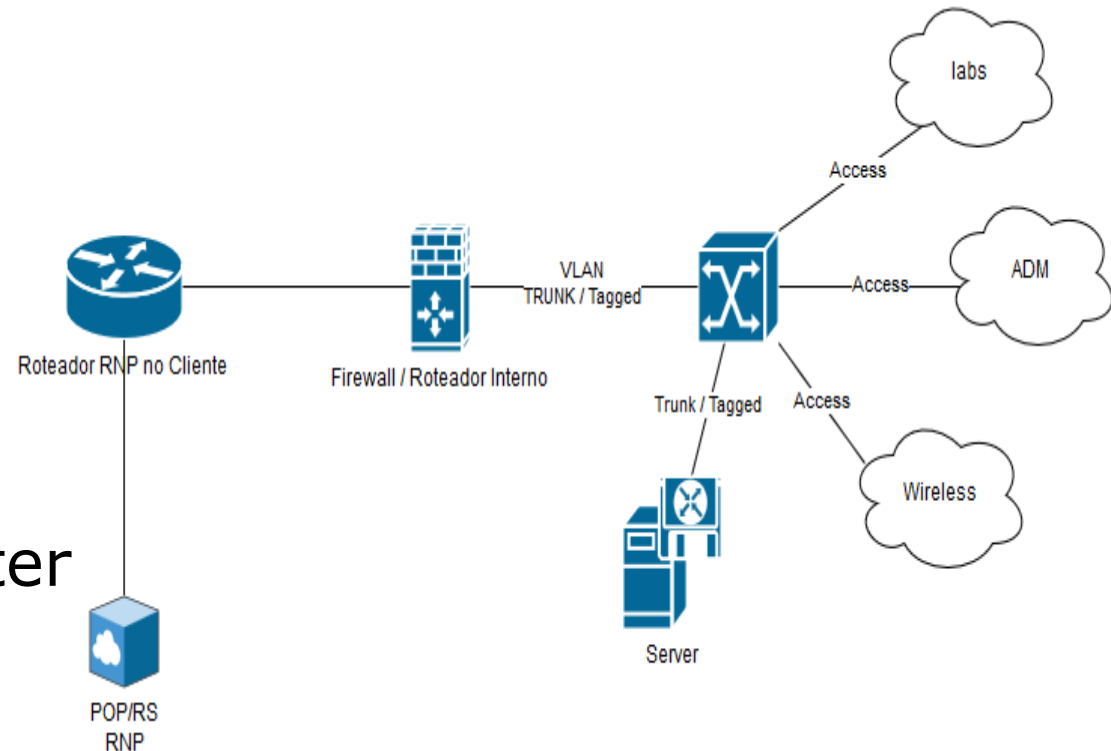 labs
Access
ADM
VLAN
TRUNK / Tagged
Access
Roteador RNP no Cliente
Firewall / Roteador Interno
Trunk / Tagged
Access
Wireless
ter
Server
POP/RS
RNP